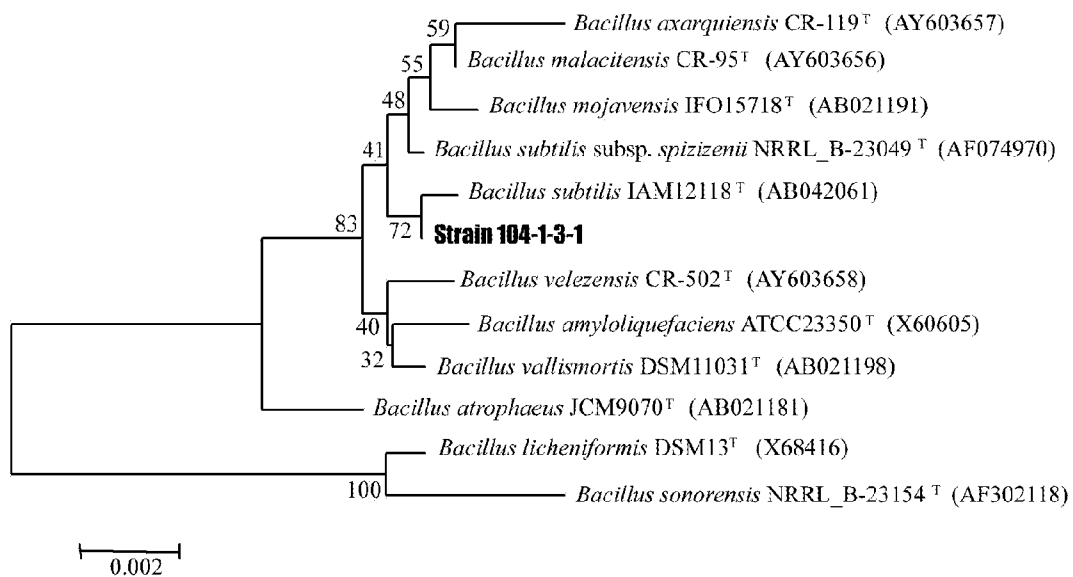 59 Bacillus axarquiensis CR-119ᵀ (AY603657)
Bacillus malacitensis CR-95ᵀ (AY603656)
55
Bacillus mojavensis IFO15718ᵀ (AB021191)
48
Bacillus subtilis subsp. spizizenii NRRL_B-23049 ᵀ (AF074970)
41
Bacillus subtilis IAM12118ᵀ (AB042061)
83
72 Strain 104-1-3-1
Bacillus velezensis CR-502ᵀ (AY603658)
40
Bacillus amyloliquefaciens ATCC23350ᵀ (X60605)
32
Bacillus vallismortis DSM11031ᵀ (AB021198)
Bacillus atrophaeus JCM9070ᵀ (AB021181)
Bacillus licheniformis DSM13ᵀ (X68416)
100
Bacillus sonorensis NRRL_B-23154 ᵀ (AF302118)
0.002